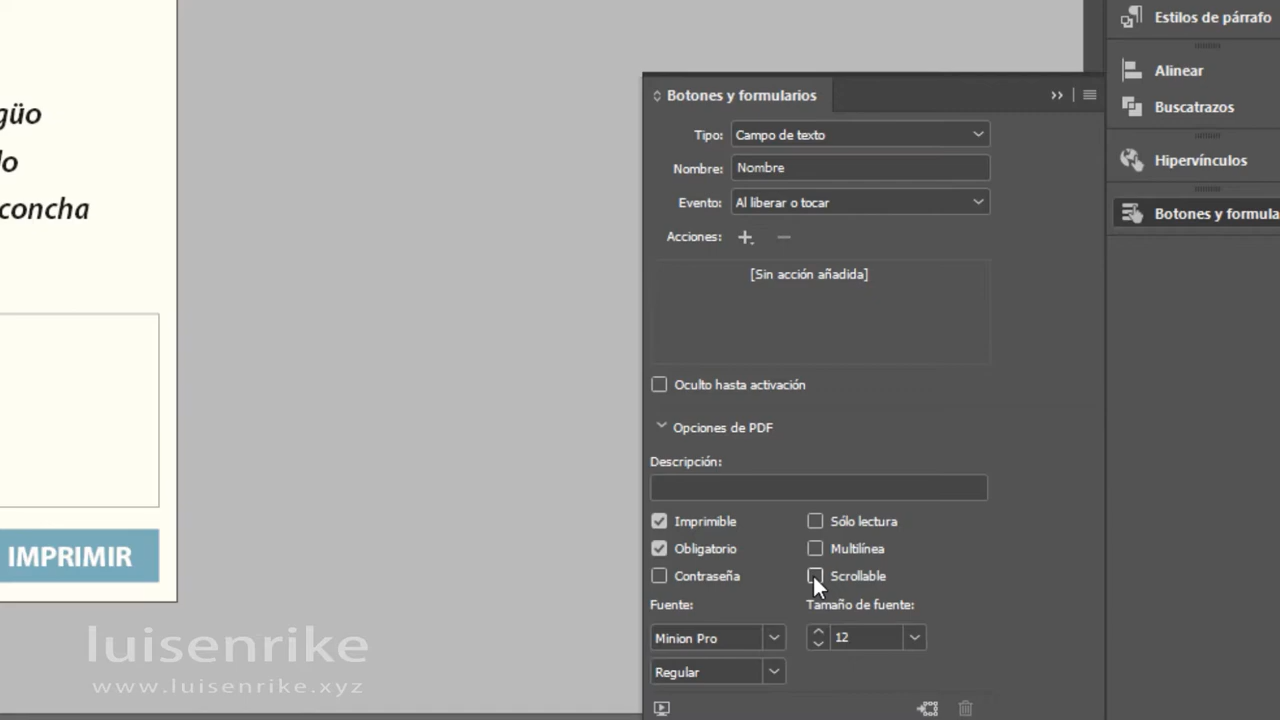 güo
lo
concha
IMPRIMIR
luisenrike
www.luisenrike.xyz
Botones y formularios
Tipo: Campo de texto
Nombre: Nombre
Evento: Al liberar o tocar
Acciones:
[Sin acción añadida]
Oculto hasta activación
Opciones de PDF
Descripción:
Imprimible Sólo lectura
Obligatorio Multilínea
Contraseña Scrollable
Fuente: Tamaño de fuente:
Minion Pro 12
Regular
Estilos de párrafo
Alinear
Buscatrazos
Hipervínculos
Botones y formula